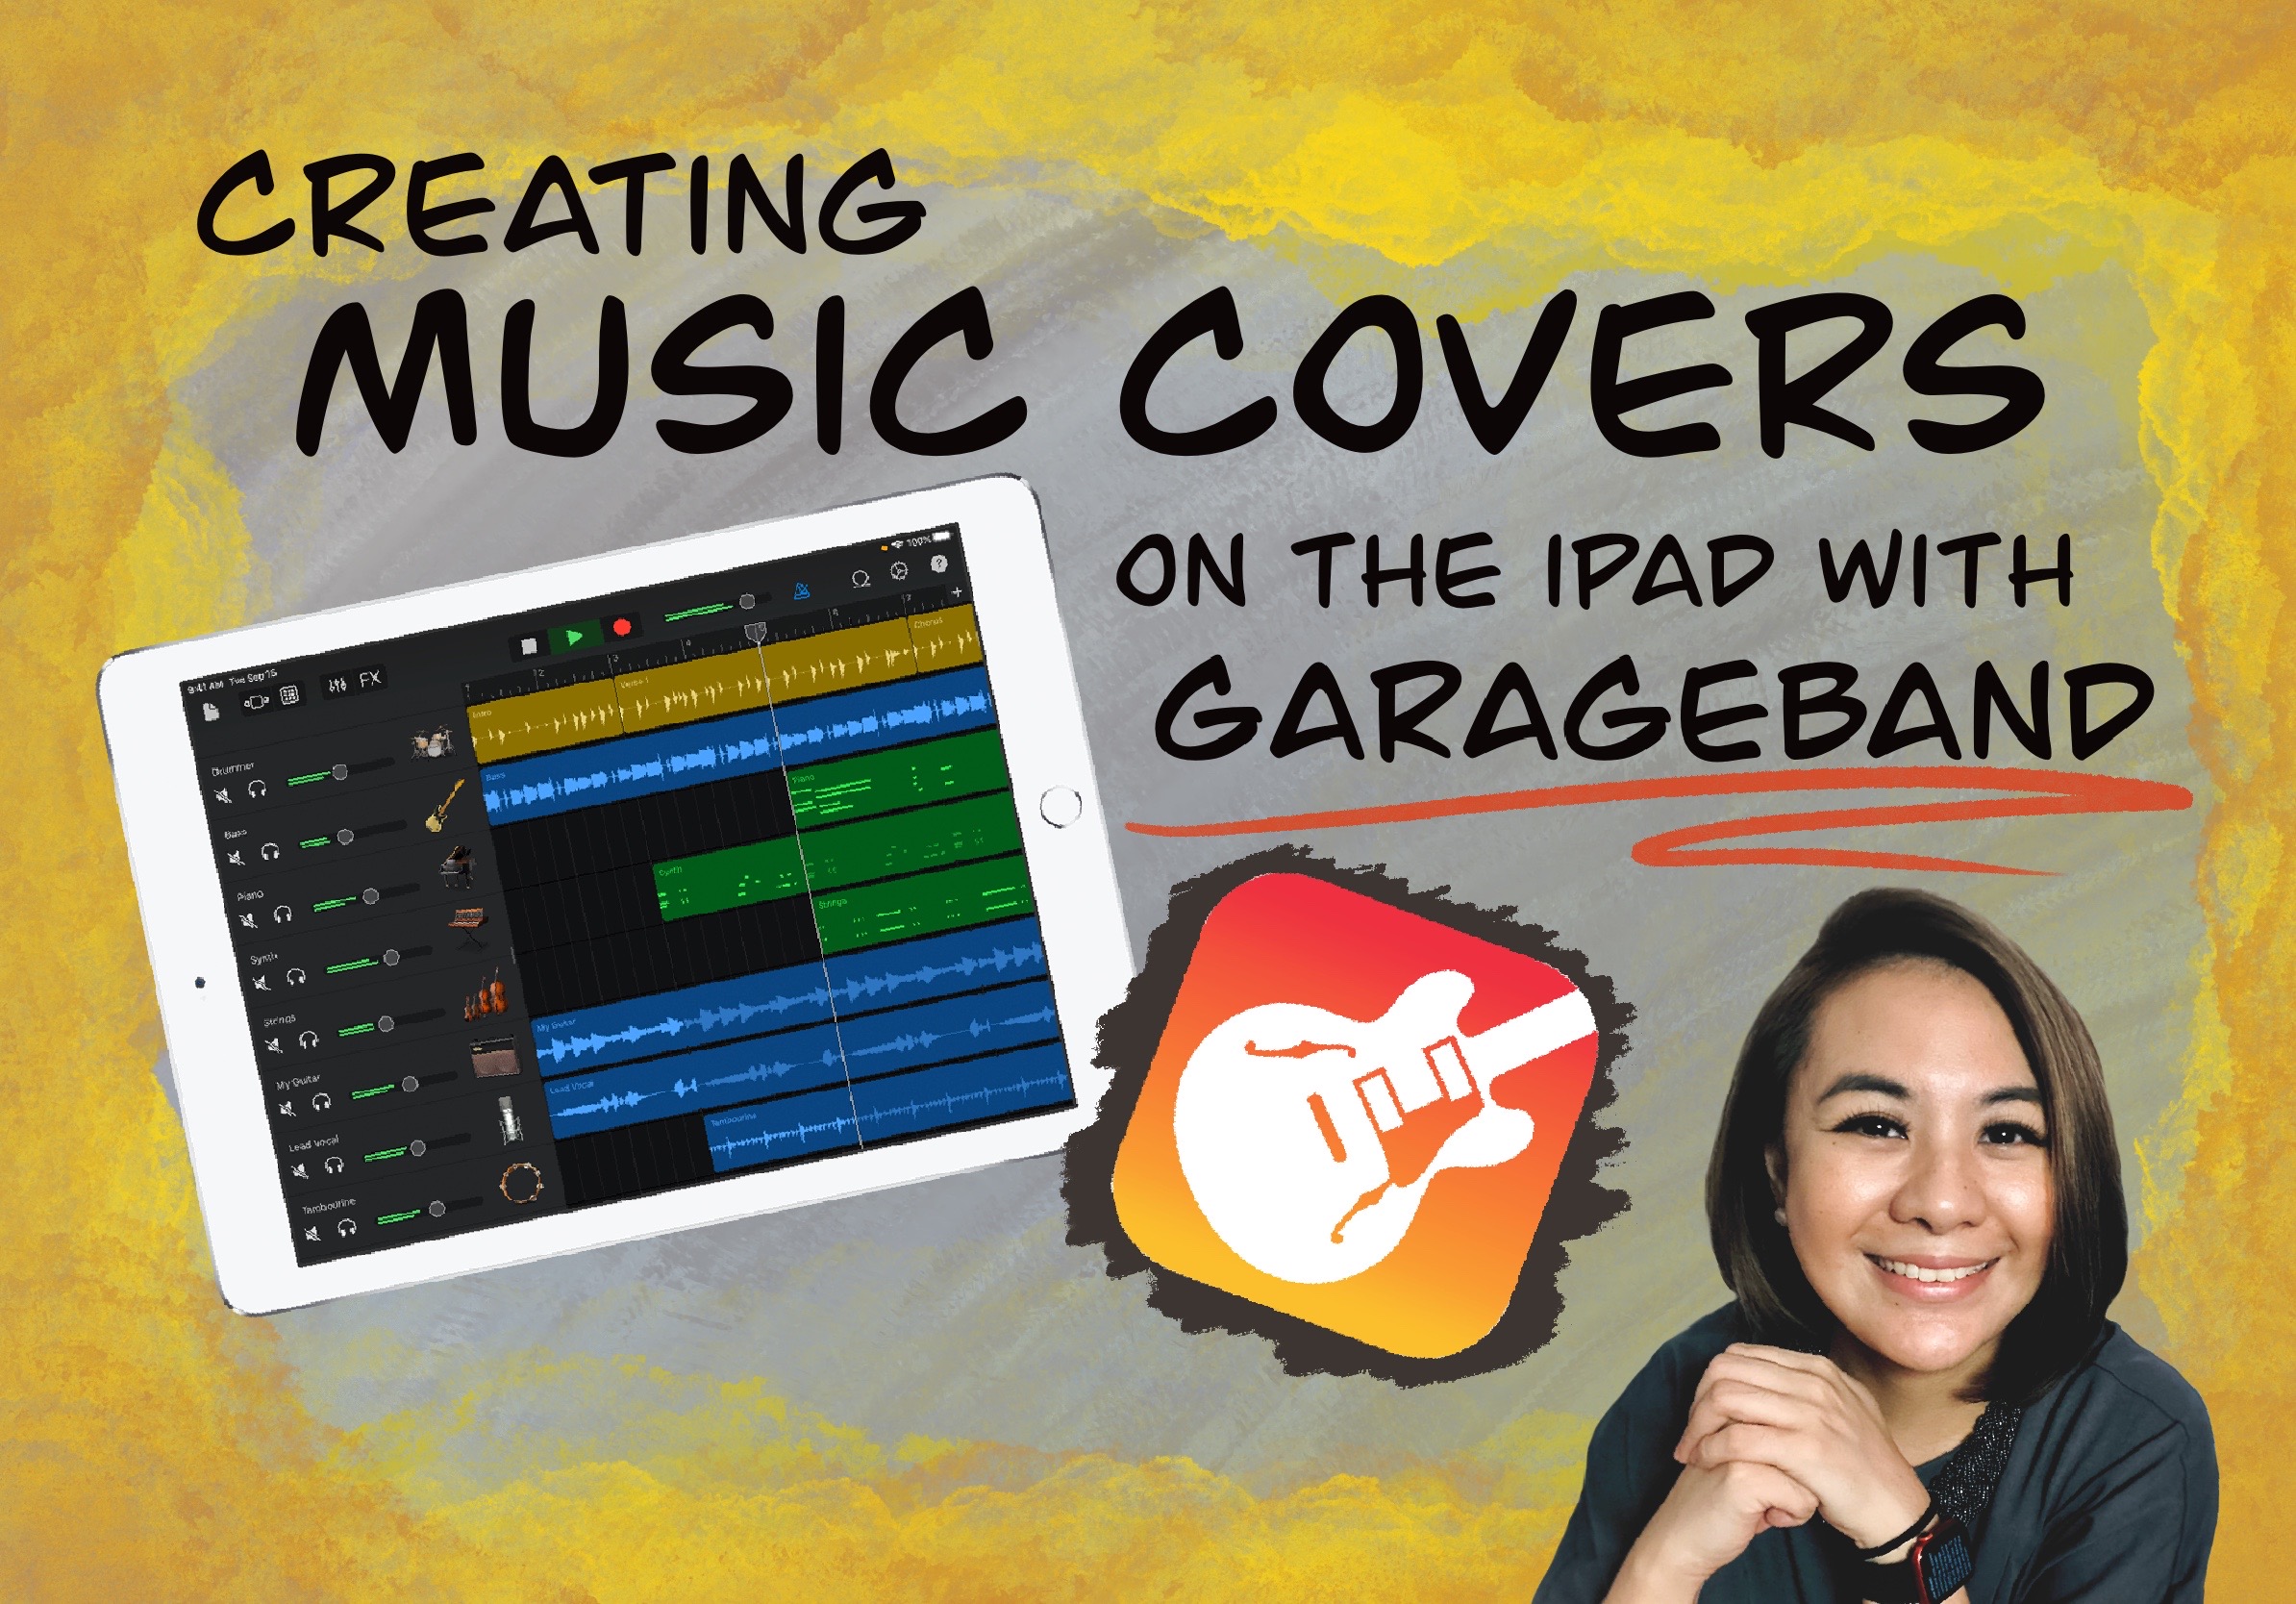 CREATING
MUSIC COVERS
ON THE IPAD WITH
GARAGEBAND
9:41 AM Tue Sep 15
100%
FX
Intro
Verse 1
Chorus
Drummer
Bass
Bass
Piano
Piano
Synth
Synth
Strings
Strings
My Guitar
My Guitar
Lead Vocal
Lead Vocal
Tambourine
Tambourine